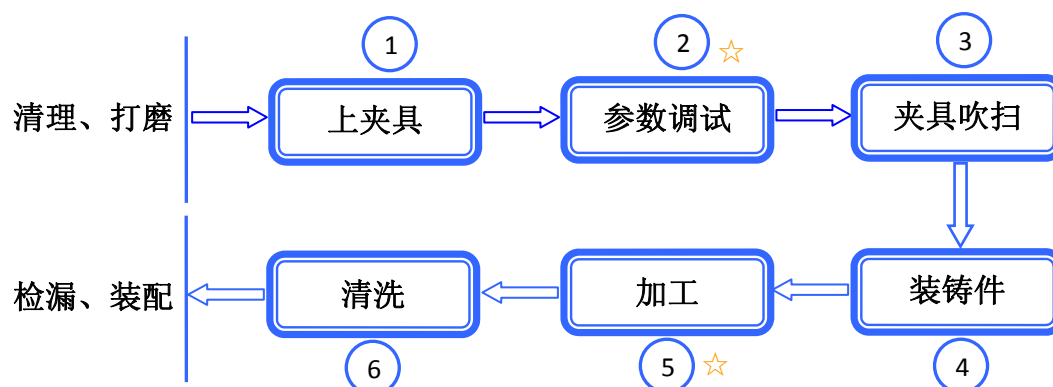 ① ② ☆ ③
清理、打磨 上夹具 参数调试 夹具吹扫
检漏、装配 清洗 加工 装铸件
⑥ ⑤ ☆ ④